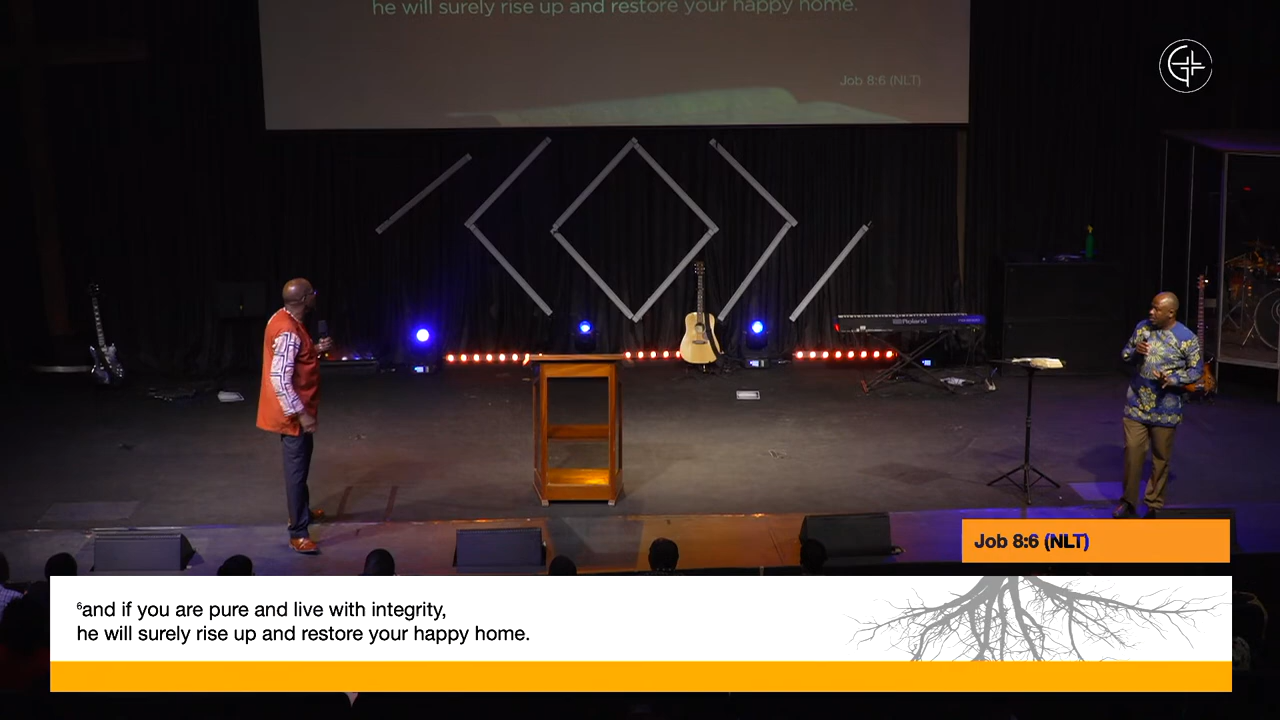 he will surely rise up and restore your happy home.
Job 8:6 (NLT)
Roland
Job 8:6 (NLT)
⁶and if you are pure and live with integrity,
he will surely rise up and restore your happy home.